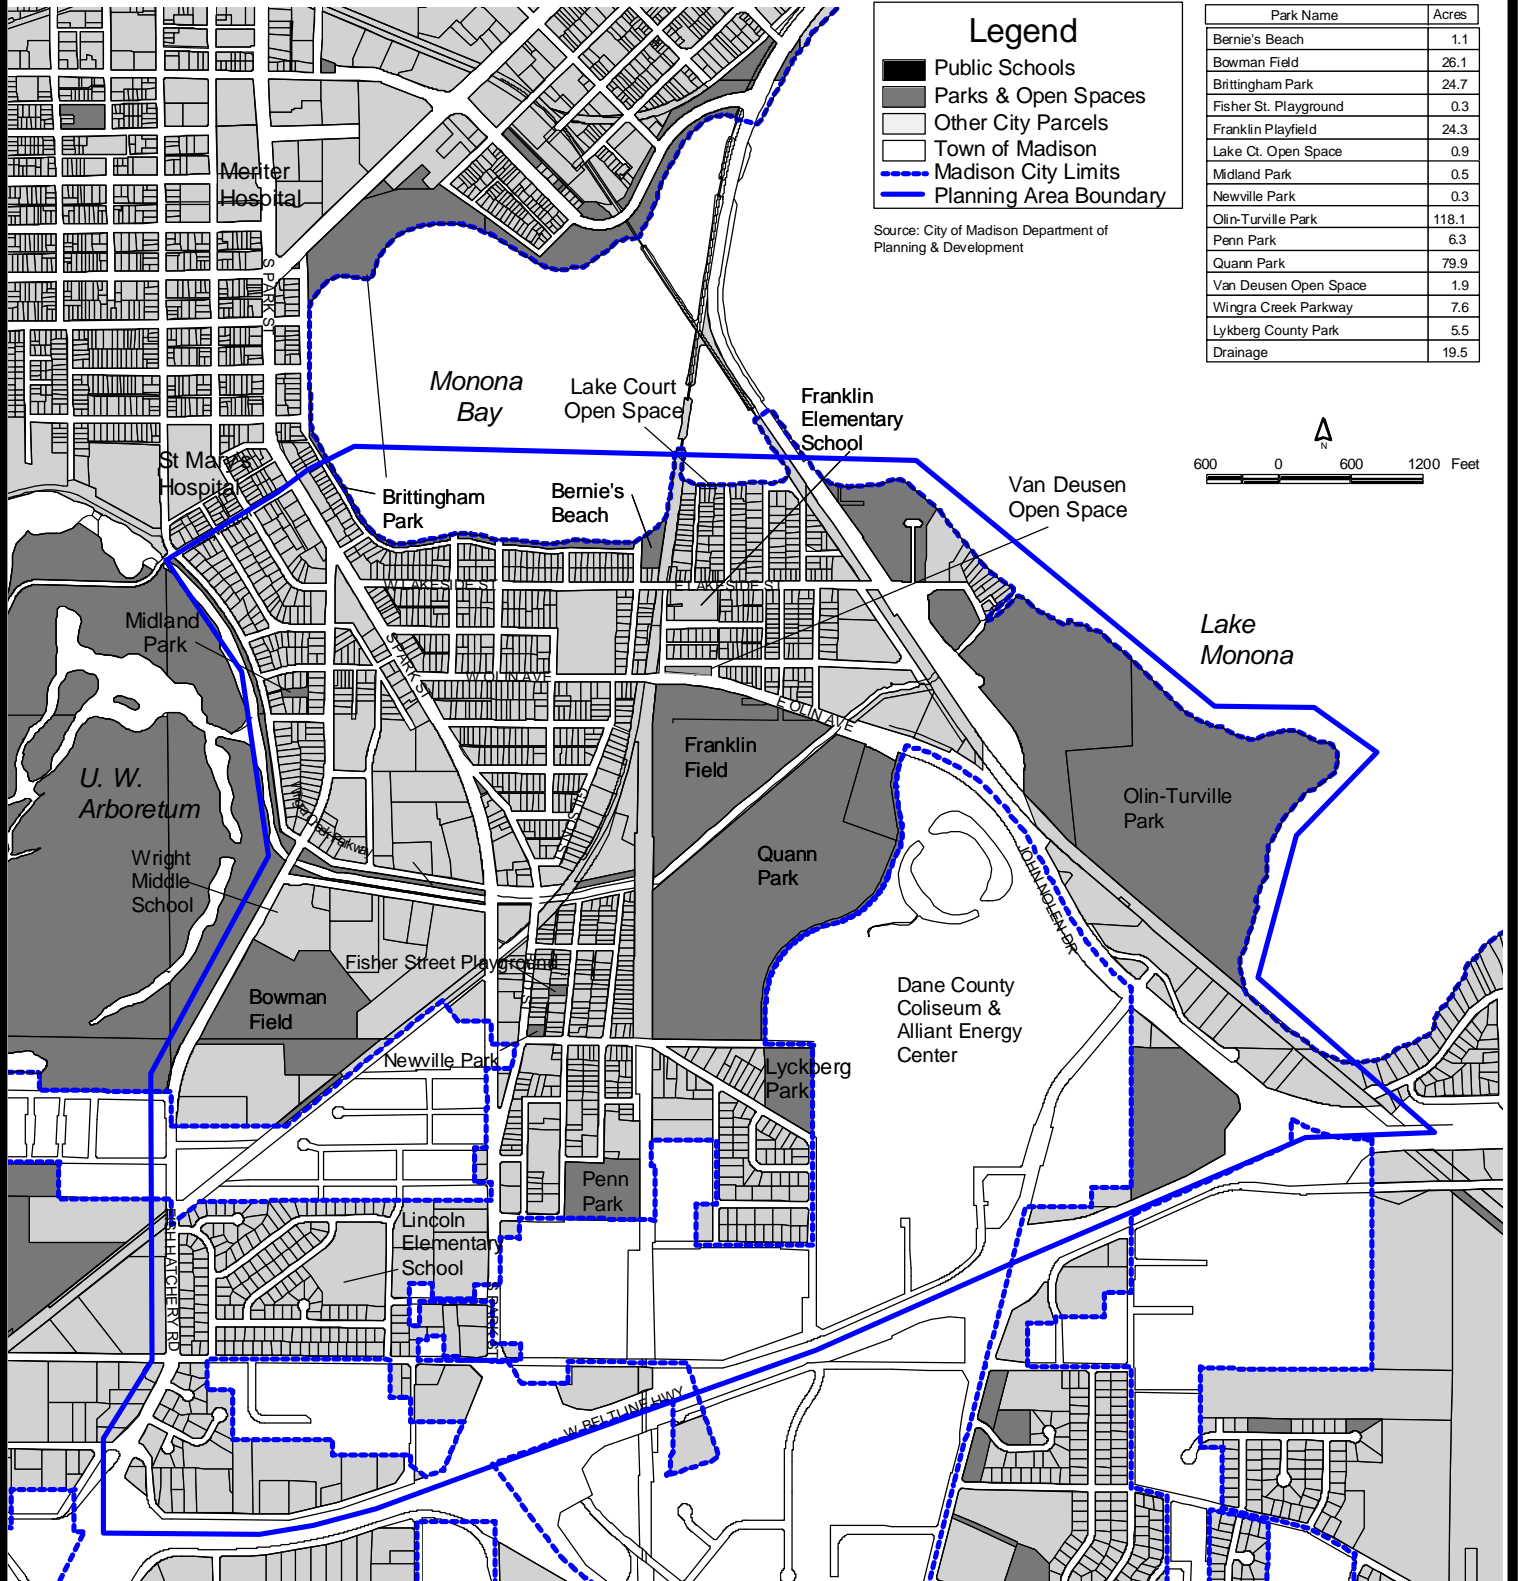 Legend
Public Schools
Parks & Open Spaces
Other City Parcels
Town of Madison
Madison City Limits
Planning Area Boundary
Source: City of Madison Department of
Planning & Development
Park Name Acres
Bernie's Beach 1.1
Bowman Field 26.1
Brittingham Park 24.7
Fisher St. Playground 0.3
Franklin Playfield 24.3
Lake Ct. Open Space 0.9
Midland Park 0.5
Newville Park 0.3
Olin-Turville Park 118.1
Penn Park 6.3
Quann Park 79.9
Van Deusen Open Space 1.9
Wingra Creek Parkway 7.6
Lykberg County Park 5.5
Drainage 19.5
N
600 0 600 1200 Feet
Meriter
Hospital
S PARK ST
Monona
Bay
Lake Court
Open Space
Franklin
Elementary
School
St Mary's
Hospital
Brittingham
Park
Bernie's
Beach
Van Deusen
Open Space
W LAKESIDE ST
E LAKESIDE ST
Midland
Park
S PARK ST
W OLIN AVE
E OLIN AVE
Lake
Monona
Franklin
Field
U. W.
Arboretum
Olin-Turville
Park
Wingra Creek Parkway
GILSON ST
Wright
Middle
School
Quann
Park
JOHN NOLEN DR
Fisher Street Playground
Bowman
Field
Dane County
Coliseum &
Alliant Energy
Center
Newville Park
Lyckberg
Park
Penn
Park
Lincoln
Elementary
School
FISH HATCHERY RD
S PARK ST
W BELTLINE HWY